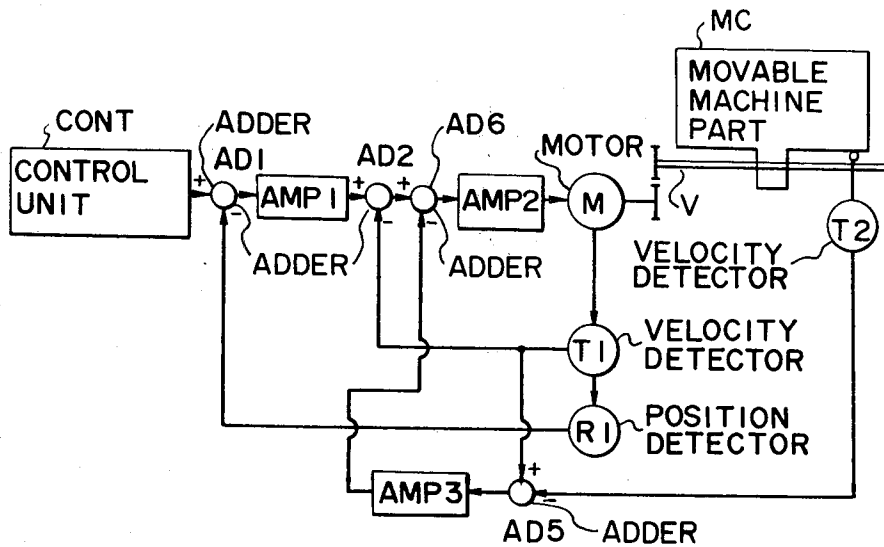 MC
MOVABLE
MACHINE
PART
CONT
ADDER
AD1
AD2
AD6
MOTOR
CONTROL
UNIT
+
-
AMP1
+
-
+
-
AMP2
M
V
T2
ADDER
ADDER
VELOCITY
DETECTOR
T1
VELOCITY
DETECTOR
R1
POSITION
DETECTOR
AMP3
+
-
AD5
ADDER